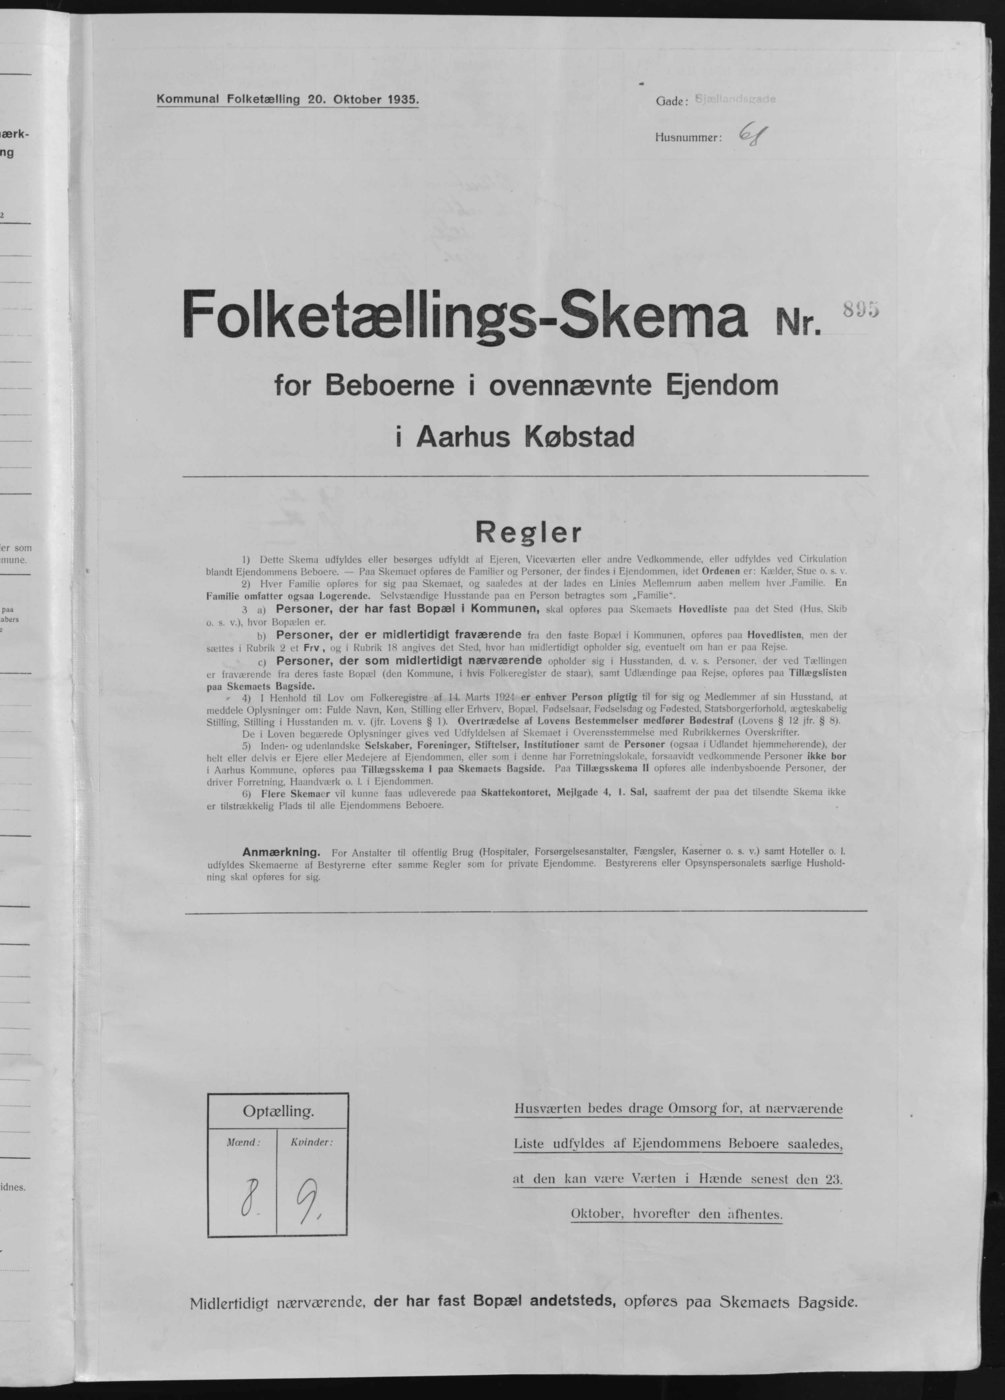 Kommunal Folketælling 20. Oktober 1935.
Gade: Sjællandsgade
Husnummer: 61
Folketællings-Skema Nr. 895
for Beboerne i ovennævnte Ejendom
i Aarhus Købstad
Regler
1) Dette Skema udfyldes eller besørges udfyldt af Ejeren, Viceværten eller andre Vedkommende, eller udfyldes ved Cirkulation
blandt Ejendommens Beboere. — Paa Skemaet opføres de Familier og Personer, der findes i Ejendommen, idet Ordenen er: Kælder, Stue o. s. v.
2) Hver Familie opføres for sig paa Skemaet, og saaledes at der lades en Linies Mellemrum aaben mellem hver Familie. En
Familie omfatter ogsaa Logerende. Selvstændige Husstande paa en Person betragtes som „Familie“.
3 a) Personer, der har fast Bopæl i Kommunen, skal opføres paa Skemaets Hovedliste paa det Sted (Hus, Skib
o. s. v.), hvor Bopælen er.
b) Personer, der er midlertidigt fraværende fra den faste Bopæl i Kommunen, opføres paa Hovedlisten, men der
sættes i Rubrik 2 et Frv, og i Rubrik 18 angives det Sted, hvor han midlertidigt opholder sig, eventuelt om han er paa Rejse.
c) Personer, der som midlertidigt nærværende opholder sig i Husstanden, d. v. s. Personer, der ved Tællingen
er fraværende fra deres faste Bopæl (den Kommune, i hvis Folkeregister de staar), samt Udlændinge paa Rejse, opføres paa Tillægslisten
paa Skemaets Bagside.
4) I Henhold til Lov om Folkeregistre af 14. Marts 1924 er enhver Person pligtig til for sig og Medlemmer af sin Husstand, at
meddele Oplysninger om: Fulde Navn, Køn, Stilling eller Erhverv, Bopæl, Fødselsaar, Fødselsdag og Fødested, Statsborgerforhold, ægteskabelig
Stilling, Stilling i Husstanden m. v. (jfr. Lovens § 1). Overtrædelse af Lovens Bestemmelser medfører Bødestraf (Lovens § 12 jfr. § 8).
De i Loven begærede Oplysninger gives ved Udfyldelsen af Skemaet i Overensstemmelse med Rubrikkernes Overskrifter.
5) Inden- og udenlandske Selskaber, Foreninger, Stiftelser, Institutioner samt de Personer (ogsaa i Udlandet hjemmehørende), der
helt eller delvis er Ejere eller Medejere af Ejendommen, eller som i denne har Forretningslokale, forsaavidt vedkommende Personer ikke bor
i Aarhus Kommune, opføres paa Tillægsskema I paa Skemaets Bagside. Paa Tillægsskema II opføres alle indenbysboende Personer, der
driver Forretning, Haandværk o. l. i Ejendommen.
6) Flere Skemaer vil kunne faas udleverede paa Skattekontoret, Mejlgade 4, 1. Sal, saafremt der paa det tilsendte Skema ikke
er tilstrækkelig Plads til alle Ejendommens Beboere.
Anmærkning. For Anstalter til offentlig Brug (Hospitaler, Forsørgelsesanstalter, Fængsler, Kaserner o. s. v.) samt Hoteller o. l.
udfyldes Skemaerne af Bestyrerne efter samme Regler som for private Ejendomme. Bestyrerens eller Opsynspersonalets særlige Hushold-
ning skal opføres for sig.
Optælling.
Mænd: Kvinder:
8. 9.
Husværten bedes drage Omsorg for, at nærværende
Liste udfyldes af Ejendommens Beboere saaledes,
at den kan være Værten i Hænde senest den 23.
Oktober, hvorefter den afhentes.
Midlertidigt nærværende, der har fast Bopæl andetsteds, opføres paa Skemaets Bagside.